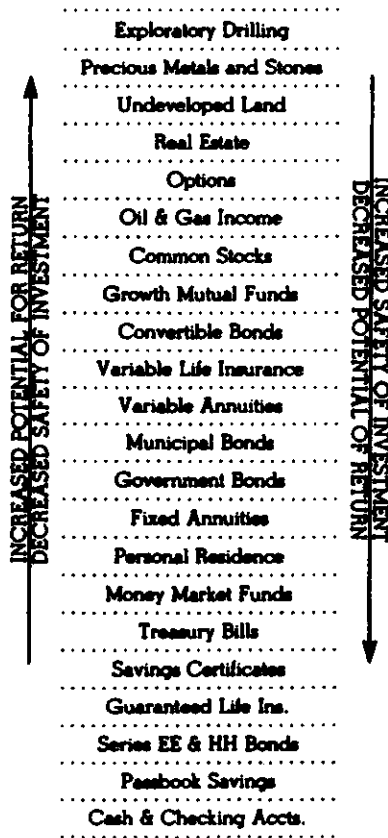 Exploratory Drilling
Precious Metals and Stones
Undeveloped Land
Real Estate
Options
Oil & Gas Income
Common Stocks
Growth Mutual Funds
Convertible Bonds
Variable Life Insurance
Variable Annuities
Municipal Bonds
Government Bonds
Fixed Annuities
Personal Residence
Money Market Funds
Treasury Bills
Savings Certificates
Guaranteed Life Ins.
Series EE & HH Bonds
Passbook Savings
Cash & Checking Accts.
INCREASED POTENTIAL FOR RETURN
DECREASED SAFETY OF INVESTMENT
INCREASED SAFETY OF INVESTMENT
DECREASED POTENTIAL OF RETURN